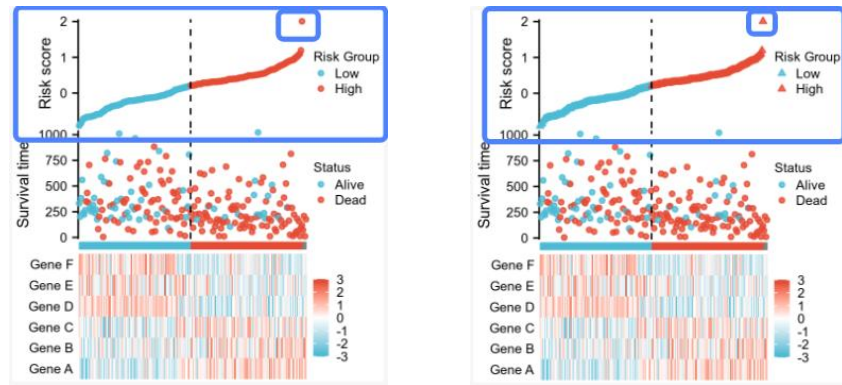 2
1
0
Risk score
Risk Group
Low
High
1000
750
500
250
0
Survival time
Status
Alive
Dead
Gene F
Gene E
Gene D
Gene C
Gene B
Gene A
3
2
1
0
-1
-2
-3
2
1
0
Risk score
Risk Group
Low
High
1000
750
500
250
0
Survival time
Status
Alive
Dead
Gene F
Gene E
Gene D
Gene C
Gene B
Gene A
3
2
1
0
-1
-2
-3